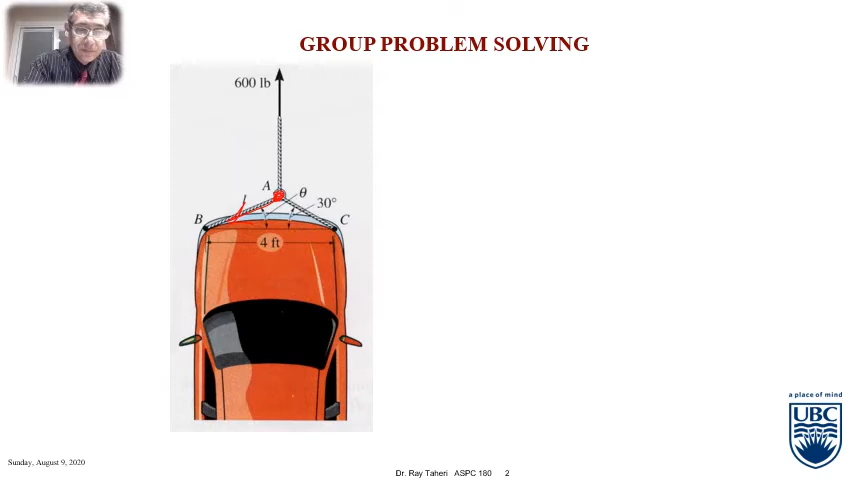 GROUP PROBLEM SOLVING
600 lb
A
θ
30°
l
B
C
4 ft
a place of mind
UBC
Sunday, August 9, 2020
Dr. Ray Taheri ASPC 180 2